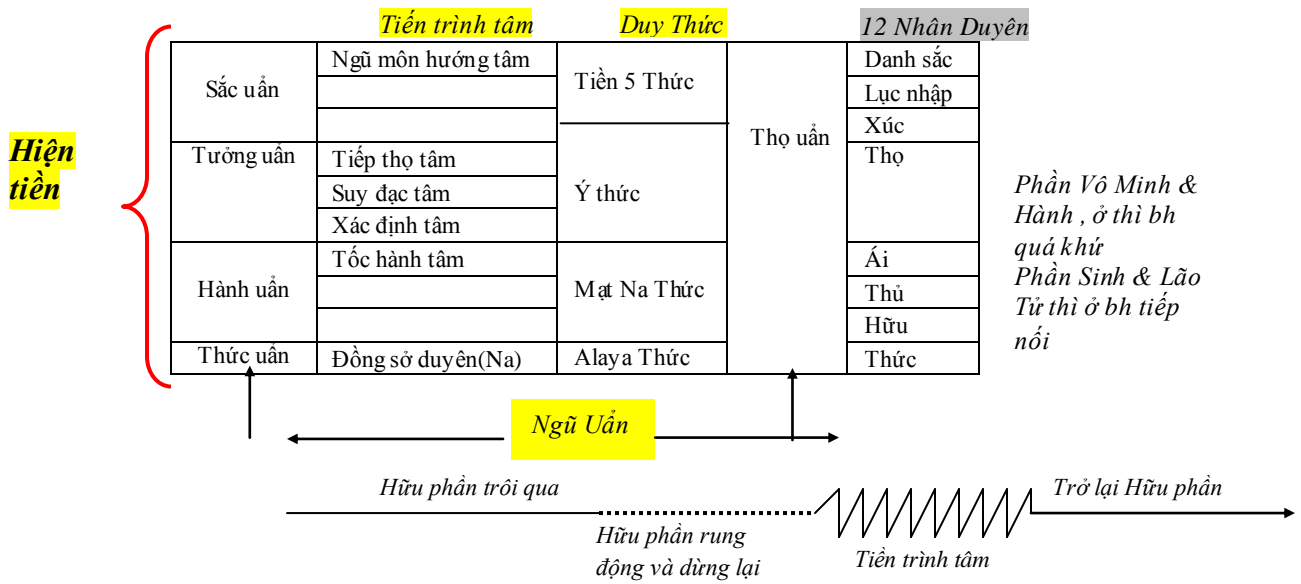 Tiến trình tâm Duy Thức 12 Nhân Duyên
Hiện
tiền
Sắc uẩn Ngũ môn hướng tâm Tiền 5 Thức Thọ uẩn Danh sắc
Lục nhập
Xúc
Tưởng uẩn Tiếp thọ tâm Ý thức Thọ
Suy đạc tâm
Xác định tâm
Hành uẩn Tốc hành tâm Mạt Na Thức Ái
Thủ
Hữu
Thức uẩn Đồng sở duyên(Na) Alaya Thức Thức
Phần Vô Minh &
Hành , ở thì bh
quá khứ
Phần Sinh & Lão
Tử thì ở bh tiếp
nối
Ngũ Uẩn
Hữu phần trôi qua
Hữu phần rung
động và dừng lại
Tiến trình tâm
Trở lại Hữu phần